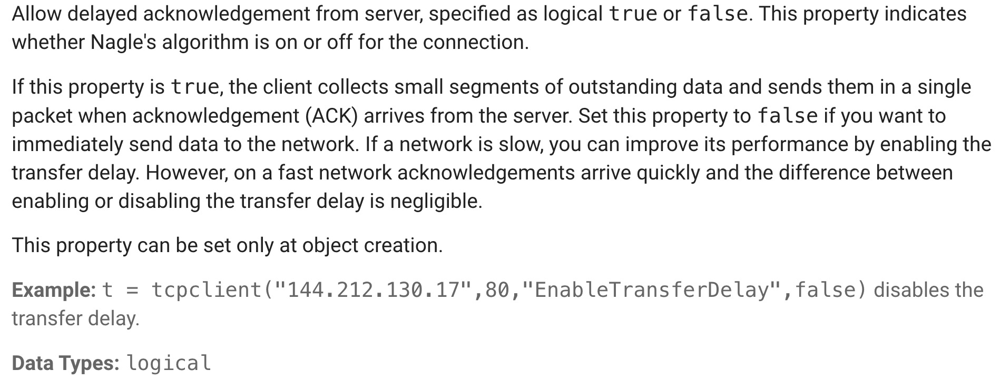 Allow delayed acknowledgement from server, specified as logical true or false. This property indicates
whether Nagle's algorithm is on or off for the connection.
If this property is true, the client collects small segments of outstanding data and sends them in a single
packet when acknowledgement (ACK) arrives from the server. Set this property to false if you want to
immediately send data to the network. If a network is slow, you can improve its performance by enabling the
transfer delay. However, on a fast network acknowledgements arrive quickly and the difference between
enabling or disabling the transfer delay is negligible.
This property can be set only at object creation.
Example: t = tcpclient("144.212.130.17",80,"EnableTransferDelay",false) disables the
transfer delay.
Data Types: logical